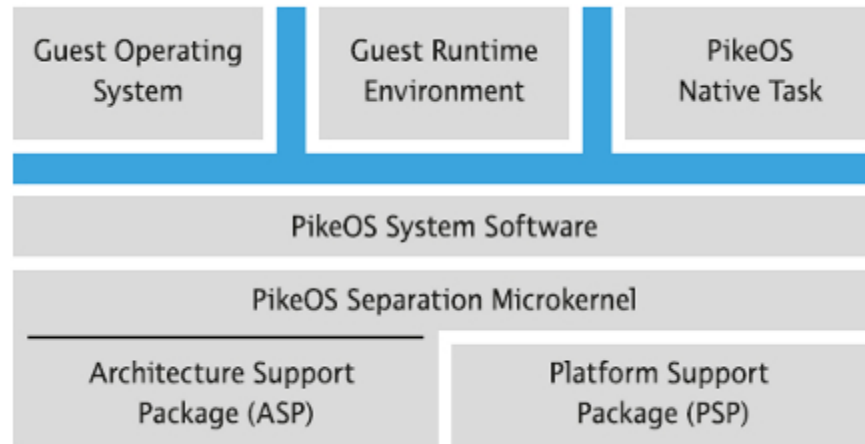 Guest Operating
System
Guest Runtime
Environment
PikeOS
Native Task
PikeOS System Software
PikeOS Separation Microkernel
Architecture Support
Package (ASP)
Platform Support
Package (PSP)